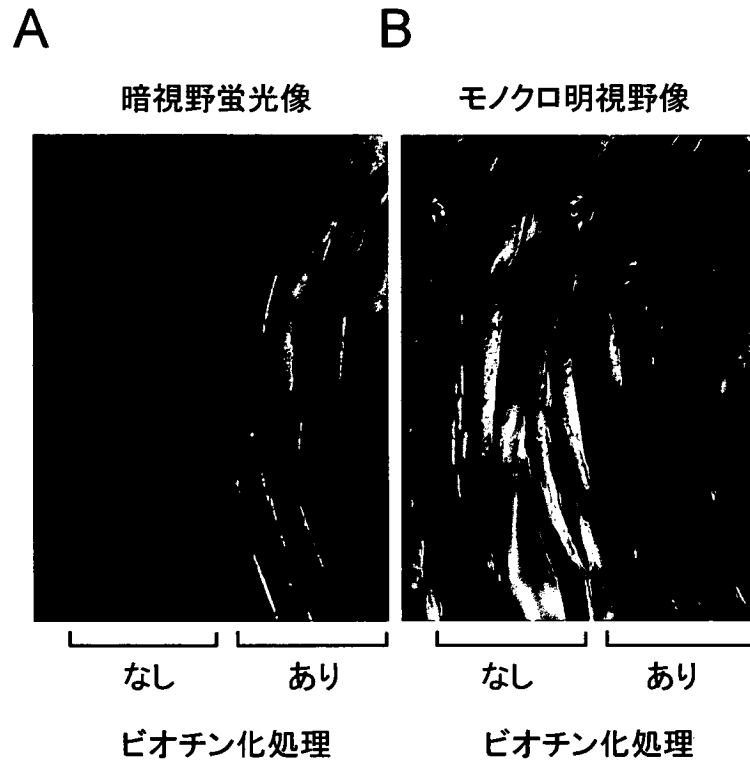 A
B
暗視野蛍光像
モノクロ明視野像
なし
あり
なし
あり
ビオチン化処理
ビオチン化処理